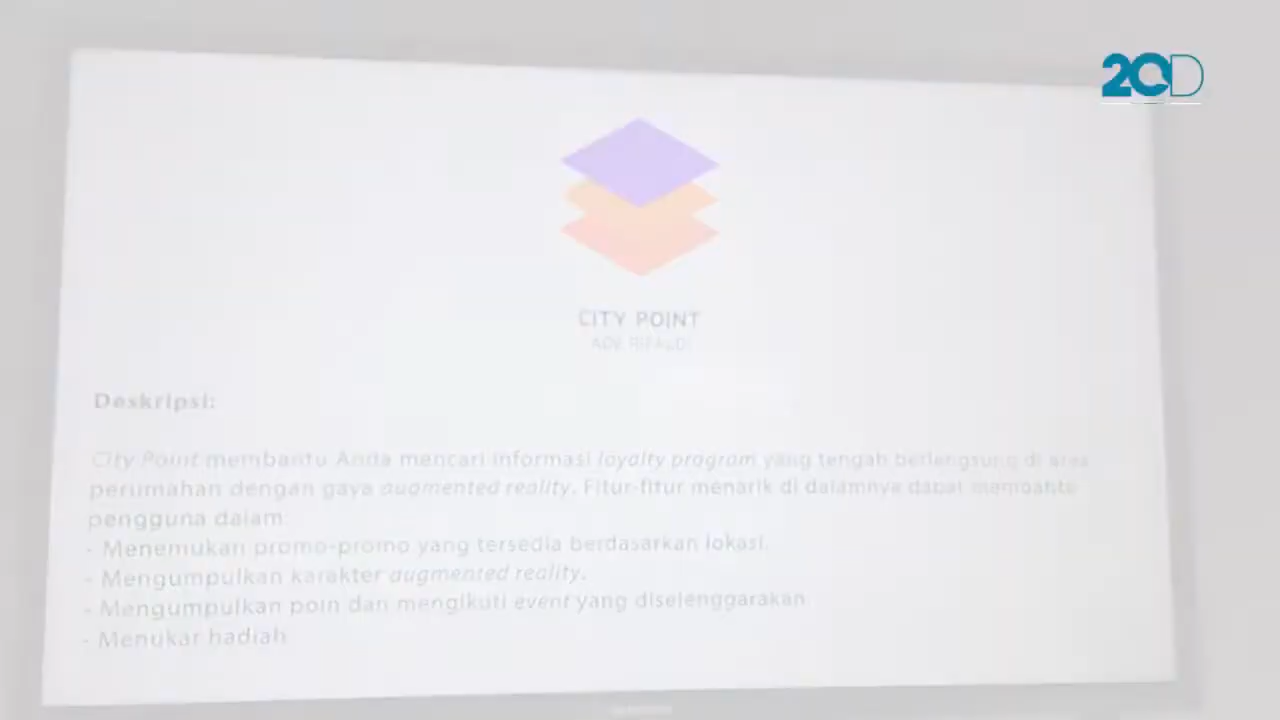 20D
CITY POINT
ADE RIFALDI
Deskripsi:
City Point membantu Anda mencari informasi loyalty program yang tengah berlangsung di area
perumahan dengan gaya augmented reality. Fitur-fitur menarik di dalamnya dapat membantu
pengguna dalam
- Menemukan promo-promo yang tersedia berdasarkan lokasi.
- Mengumpulkan karakter augmented reality.
- Mengumpulkan poin dan mengikuti event yang diselenggarakan
- Menukar hadiah